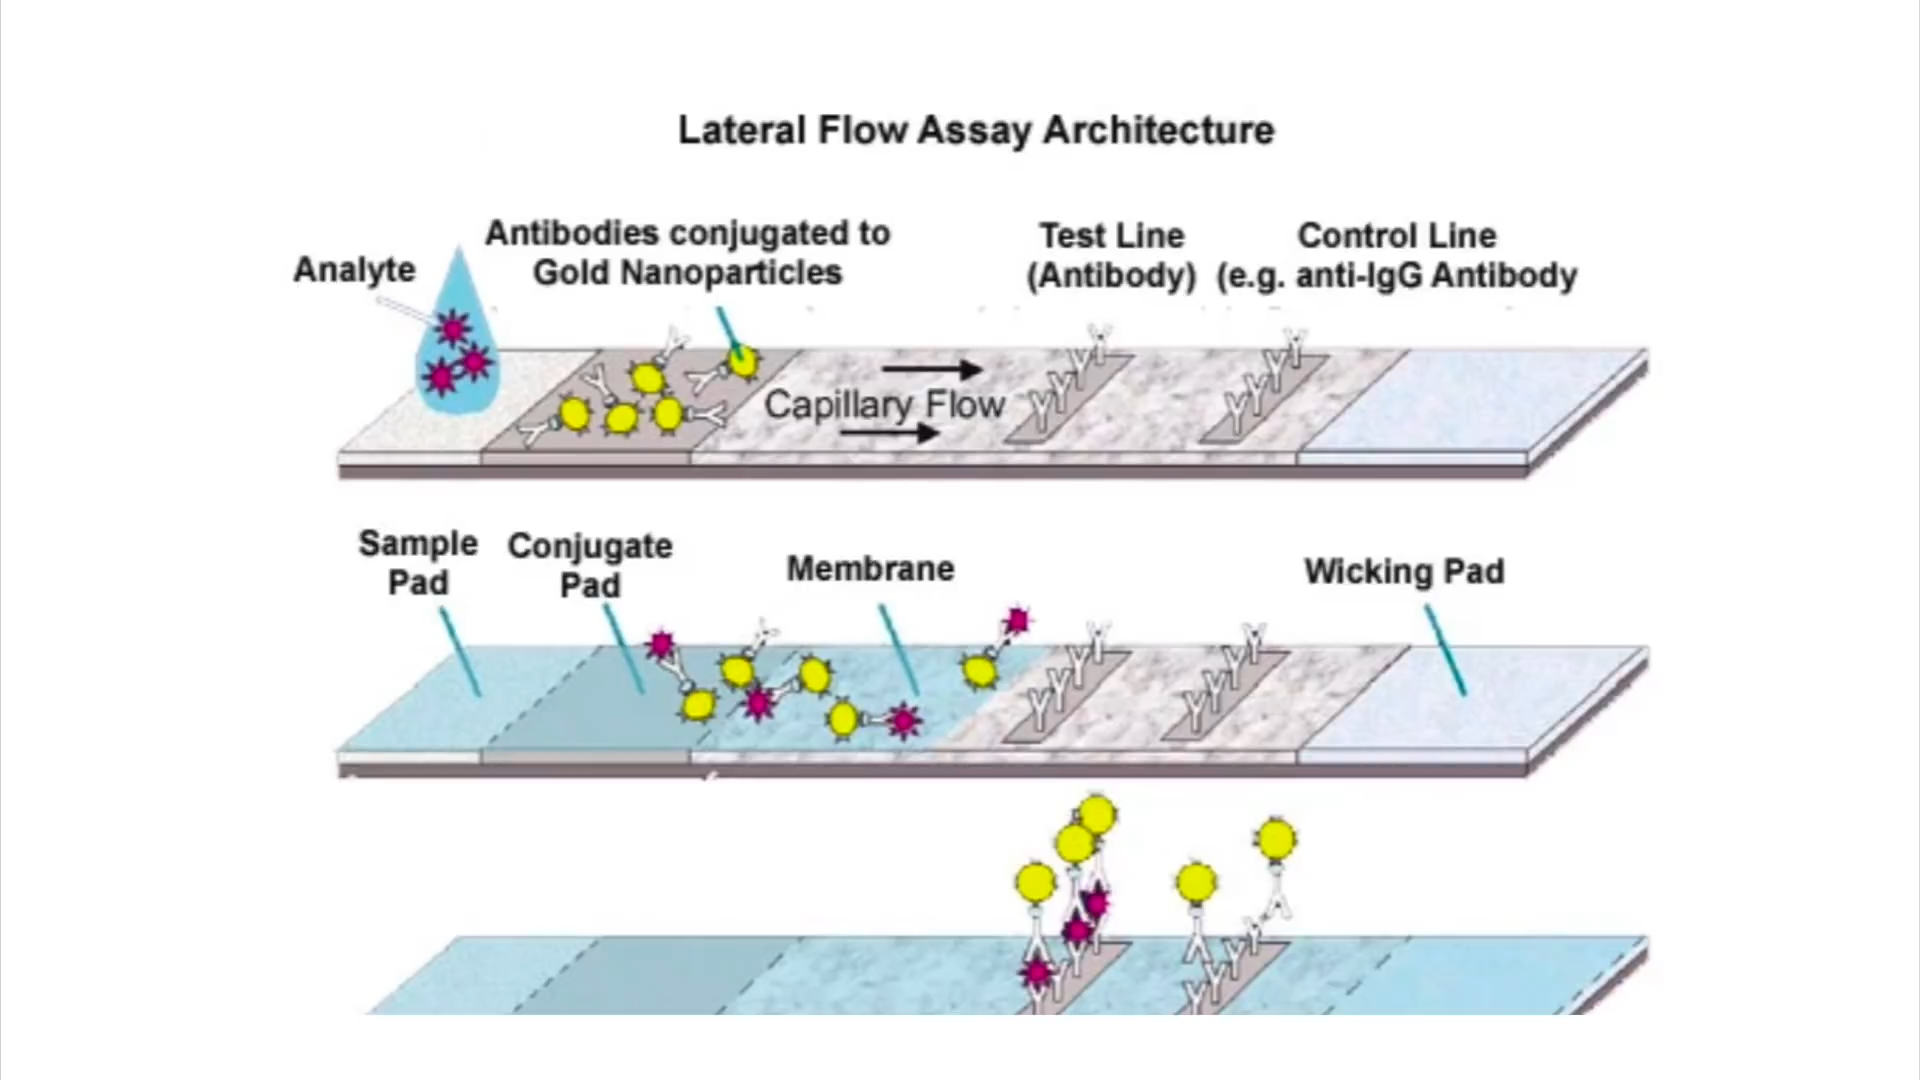 Lateral Flow Assay Architecture
Analyte
Antibodies conjugated to
Gold Nanoparticles
Test Line
(Antibody)
Control Line
(e.g. anti-IgG Antibody
Capillary Flow
Sample
Pad
Conjugate
Pad
Membrane
Wicking Pad